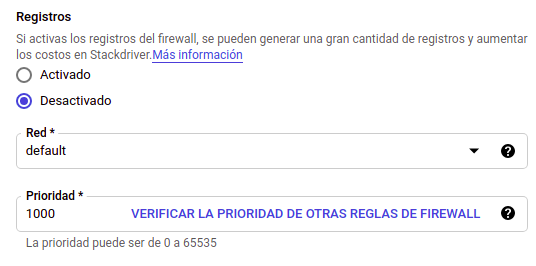 Registros
Si activas los registros del firewall, se pueden generar una gran cantidad de registros y aumentar
los costos en Stackdriver.Más información
Activado
Desactivado
Red *
default
Prioridad *
1000 VERIFICAR LA PRIORIDAD DE OTRAS REGLAS DE FIREWALL
La prioridad puede ser de 0 a 65535